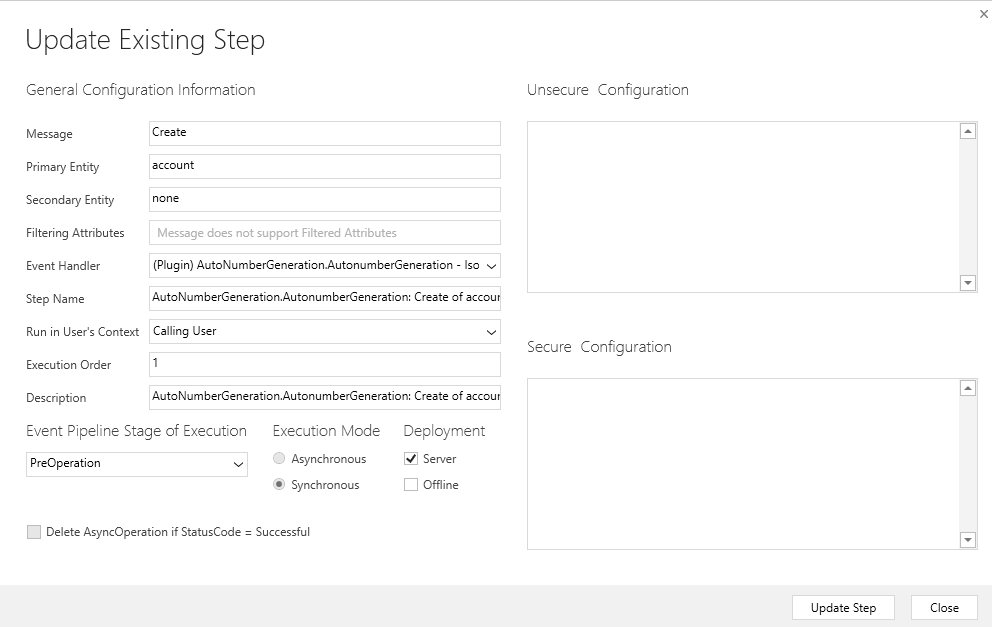 Update Existing Step
General Configuration Information
Message
Create
Primary Entity
account
Secondary Entity
none
Filtering Attributes
Message does not support Filtered Attributes
Event Handler
(Plugin) AutoNumberGeneration.AutonumberGeneration - Iso
Step Name
AutoNumberGeneration.AutonumberGeneration: Create of accour
Run in User's Context
Calling User
Execution Order
1
Description
AutoNumberGeneration.AutonumberGeneration: Create of accour
Event Pipeline Stage of Execution
PreOperation
Execution Mode
Asynchronous
Synchronous
Deployment
Server
Offline
Delete AsyncOperation if StatusCode = Successful
Unsecure Configuration
Secure Configuration
Update Step
Close